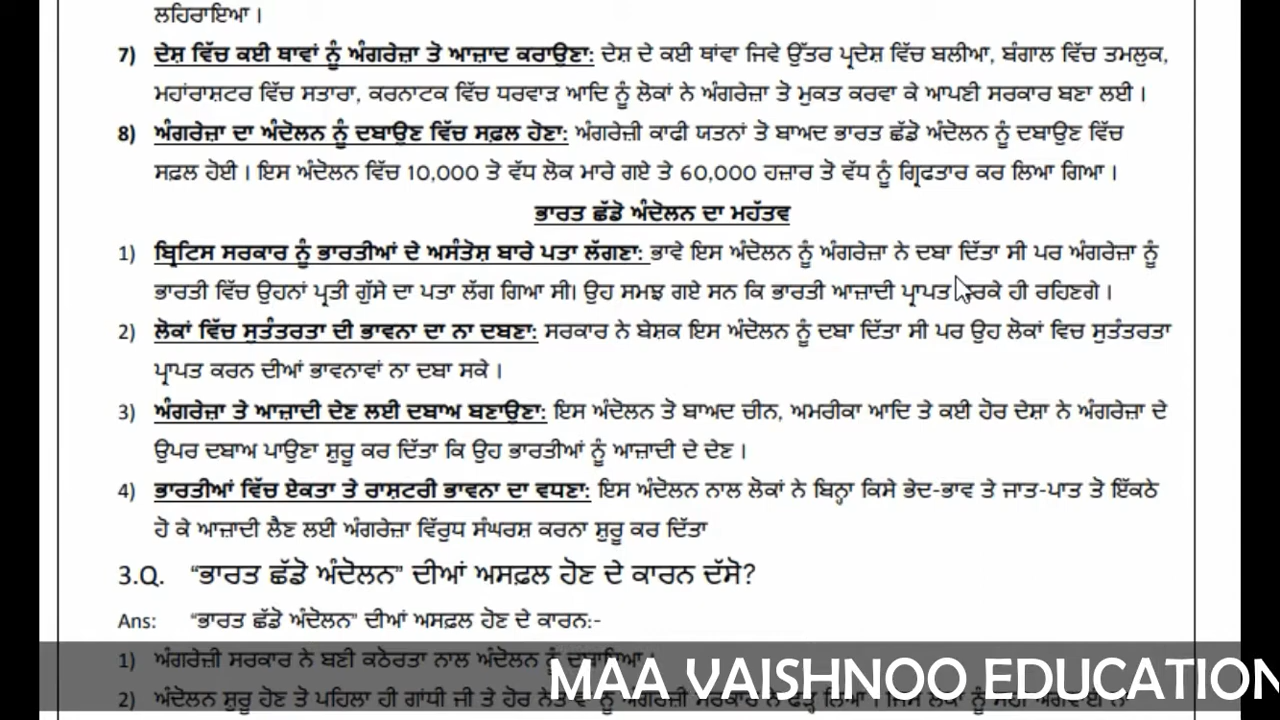 ਲਹਿਰਾਇਆ।
7) ਦੇਸ਼ ਵਿੱਚ ਕਈ ਥਾਵਾਂ ਨੂੰ ਅੰਗਰੇਜ਼ਾ ਤੋ ਆਜ਼ਾਦ ਕਰਾਉਣਾ: ਦੇਸ਼ ਦੇ ਕਈ ਥਾਂਵਾ ਜਿਵੇ ਉੱਤਰ ਪ੍ਰਦੇਸ਼ ਵਿੱਚ ਬਲੀਆ, ਬੰਗਾਲ ਵਿੱਚ ਤਮਲੁਕ,
ਮਹਾਂਰਾਸ਼ਟਰ ਵਿੱਚ ਸਤਾਰਾ, ਕਰਨਾਟਕ ਵਿੱਚ ਧਰਵਾੜ ਆਦਿ ਨੂੰ ਲੋਕਾਂ ਨੇ ਅੰਗਰੇਜ਼ਾ ਤੋ ਮੁਕਤ ਕਰਵਾ ਕੇ ਆਪਣੀ ਸਰਕਾਰ ਬਣਾ ਲਈ।
8) ਅੰਗਰੇਜ਼ਾ ਦਾ ਅੰਦੋਲਨ ਨੂੰ ਦਬਾਉਣ ਵਿੱਚ ਸਫ਼ਲ ਹੋਣਾ: ਅੰਗਰੇਜ਼ੀ ਕਾਫੀ ਯਤਨਾਂ ਤੋ ਬਾਅਦ ਭਾਰਤ ਛੱਡੋ ਅੰਦੋਲਨ ਨੂੰ ਦਬਾਉਣ ਵਿੱਚ
ਸਫ਼ਲ ਹੋਈ। ਇਸ ਅੰਦੋਲਨ ਵਿੱਚ 10,000 ਤੋ ਵੱਧ ਲੋਕ ਮਾਰੇ ਗਏ ਤੇ 60,000 ਹਜ਼ਾਰ ਤੋ ਵੱਧ ਨੂੰ ਗ੍ਰਿਫਤਾਰ ਕਰ ਲਿਆ ਗਿਆ।
ਭਾਰਤ ਛੱਡੋ ਅੰਦੋਲਨ ਦਾ ਮਹੱਤਵ
1) ਬ੍ਰਿਟਿਸ ਸਰਕਾਰ ਨੂੰ ਭਾਰਤੀਆਂ ਦੇ ਅਸੰਤੋਸ਼ ਬਾਰੇ ਪਤਾ ਲੱਗਣਾ: ਭਾਵੇ ਇਸ ਅੰਦੋਲਨ ਨੂੰ ਅੰਗਰੇਜ਼ਾ ਨੇ ਦਬਾ ਦਿੱਤਾ ਸੀ ਪਰ ਅੰਗਰੇਜ਼ਾ ਨੂੰ
ਭਾਰਤੀ ਵਿੱਚ ਉਹਨਾਂ ਪ੍ਰਤੀ ਗੁੱਸੇ ਦਾ ਪਤਾ ਲੱਗ ਗਿਆ ਸੀ। ਉਹ ਸਮਝ ਗਏ ਸਨ ਕਿ ਭਾਰਤੀ ਆਜ਼ਾਦੀ ਪ੍ਰਾਪਤ ਹੀ ਰਹਿਣਗੇ।
2) ਲੋਕਾਂ ਵਿੱਚ ਸੁਤੰਤਰਤਾ ਦੀ ਭਾਵਨਾ ਦਾ ਨਾ ਦਬਣਾ: ਸਰਕਾਰ ਨੇ ਬੇਸ਼ਕ ਇਸ ਅੰਦੋਲਨ ਨੂੰ ਦਬਾ ਦਿੱਤਾ ਸੀ ਪਰ ਉਹ ਲੋਕਾਂ ਵਿਚ ਸੁਤੰਤਰਤਾ
ਪ੍ਰਾਪਤ ਕਰਨ ਦੀਆਂ ਭਾਵਨਾਵਾਂ ਨਾ ਦਬਾ ਸਕੇ।
3) ਅੰਗਰੇਜ਼ਾ ਤੇ ਆਜ਼ਾਦੀ ਦੇਣ ਲਈ ਦਬਾਅ ਬਣਾਉਣਾ: ਇਸ ਅੰਦੋਲਨ ਤੋ ਬਾਅਦ ਚੀਨ, ਅਮਰੀਕਾ ਆਦਿ ਤੇ ਕਈ ਹੋਰ ਦੇਸ਼ਾ ਨੇ ਅੰਗਰੇਜ਼ਾ ਦੇ
ਉਪਰ ਦਬਾਅ ਪਾਉਣਾ ਸ਼ੁਰੂ ਕਰ ਦਿੱਤਾ ਕਿ ਉਹ ਭਾਰਤੀਆਂ ਨੂੰ ਆਜ਼ਾਦੀ ਦੇ ਦੇਣ।
4) ਭਾਰਤੀਆਂ ਵਿੱਚ ਏਕਤਾ ਤੇ ਰਾਸ਼ਟਰੀ ਭਾਵਨਾ ਦਾ ਵਧਣਾ: ਇਸ ਅੰਦੋਲਨ ਨਾਲ ਲੋਕਾਂ ਨੇ ਬਿਨ੍ਹਾ ਕਿਸੇ ਭੇਦ-ਭਾਵ ਤੇ ਜਾਤ-ਪਾਤ ਤੋ ਇੱਕਠੇ
ਹੋ ਕੇ ਆਜ਼ਾਦੀ ਲੈਣ ਲਈ ਅੰਗਰੇਜ਼ਾ ਵਿੱਰੁਧ ਸੰਘਰਸ਼ ਕਰਨਾ ਸ਼ੁਰੂ ਕਰ ਦਿੱਤਾ
3.Q. “ਭਾਰਤ ਛੱਡੋ ਅੰਦੋਲਨ” ਦੀਆਂ ਅਸਫ਼ਲ ਹੋਣ ਦੇ ਕਾਰਨ ਦੱਸੋ?
Ans: “ਭਾਰਤ ਛੱਡੋ ਅੰਦੋਲਨ” ਦੀਆਂ ਅਸਫ਼ਲ ਹੋਣ ਦੇ ਕਾਰਨ:-
1) ਅੰਗਰੇਜ਼ੀ ਸਰਕਾਰ ਨੇ ਬਣੀ ਕਠੋਰਤਾ ਨਾਲ ਅੰਦੋਲਨ ਨੂੰ
MAA VAISHNOO EDUCATION
2) ਅੰਦੋਲਨ ਸ਼ੁਰੂ ਹੋਣ ਤੋ ਪਹਿਲਾ ਹੀ ਗਾਂਧੀ ਜੀ ਤੇ ਹੋਰ